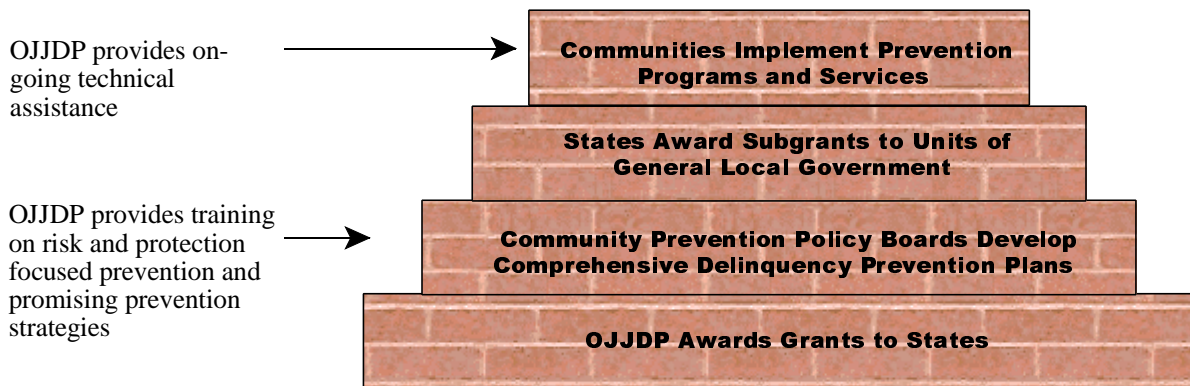 OJJDP provides on-
going technical
assistance
Communities Implement Prevention
Programs and Services
States Award Subgrants to Units of
General Local Government
OJJDP provides training
on risk and protection
focused prevention and
promising prevention
strategies
Community Prevention Policy Boards Develop
Comprehensive Delinquency Prevention Plans
OJJDP Awards Grants to States